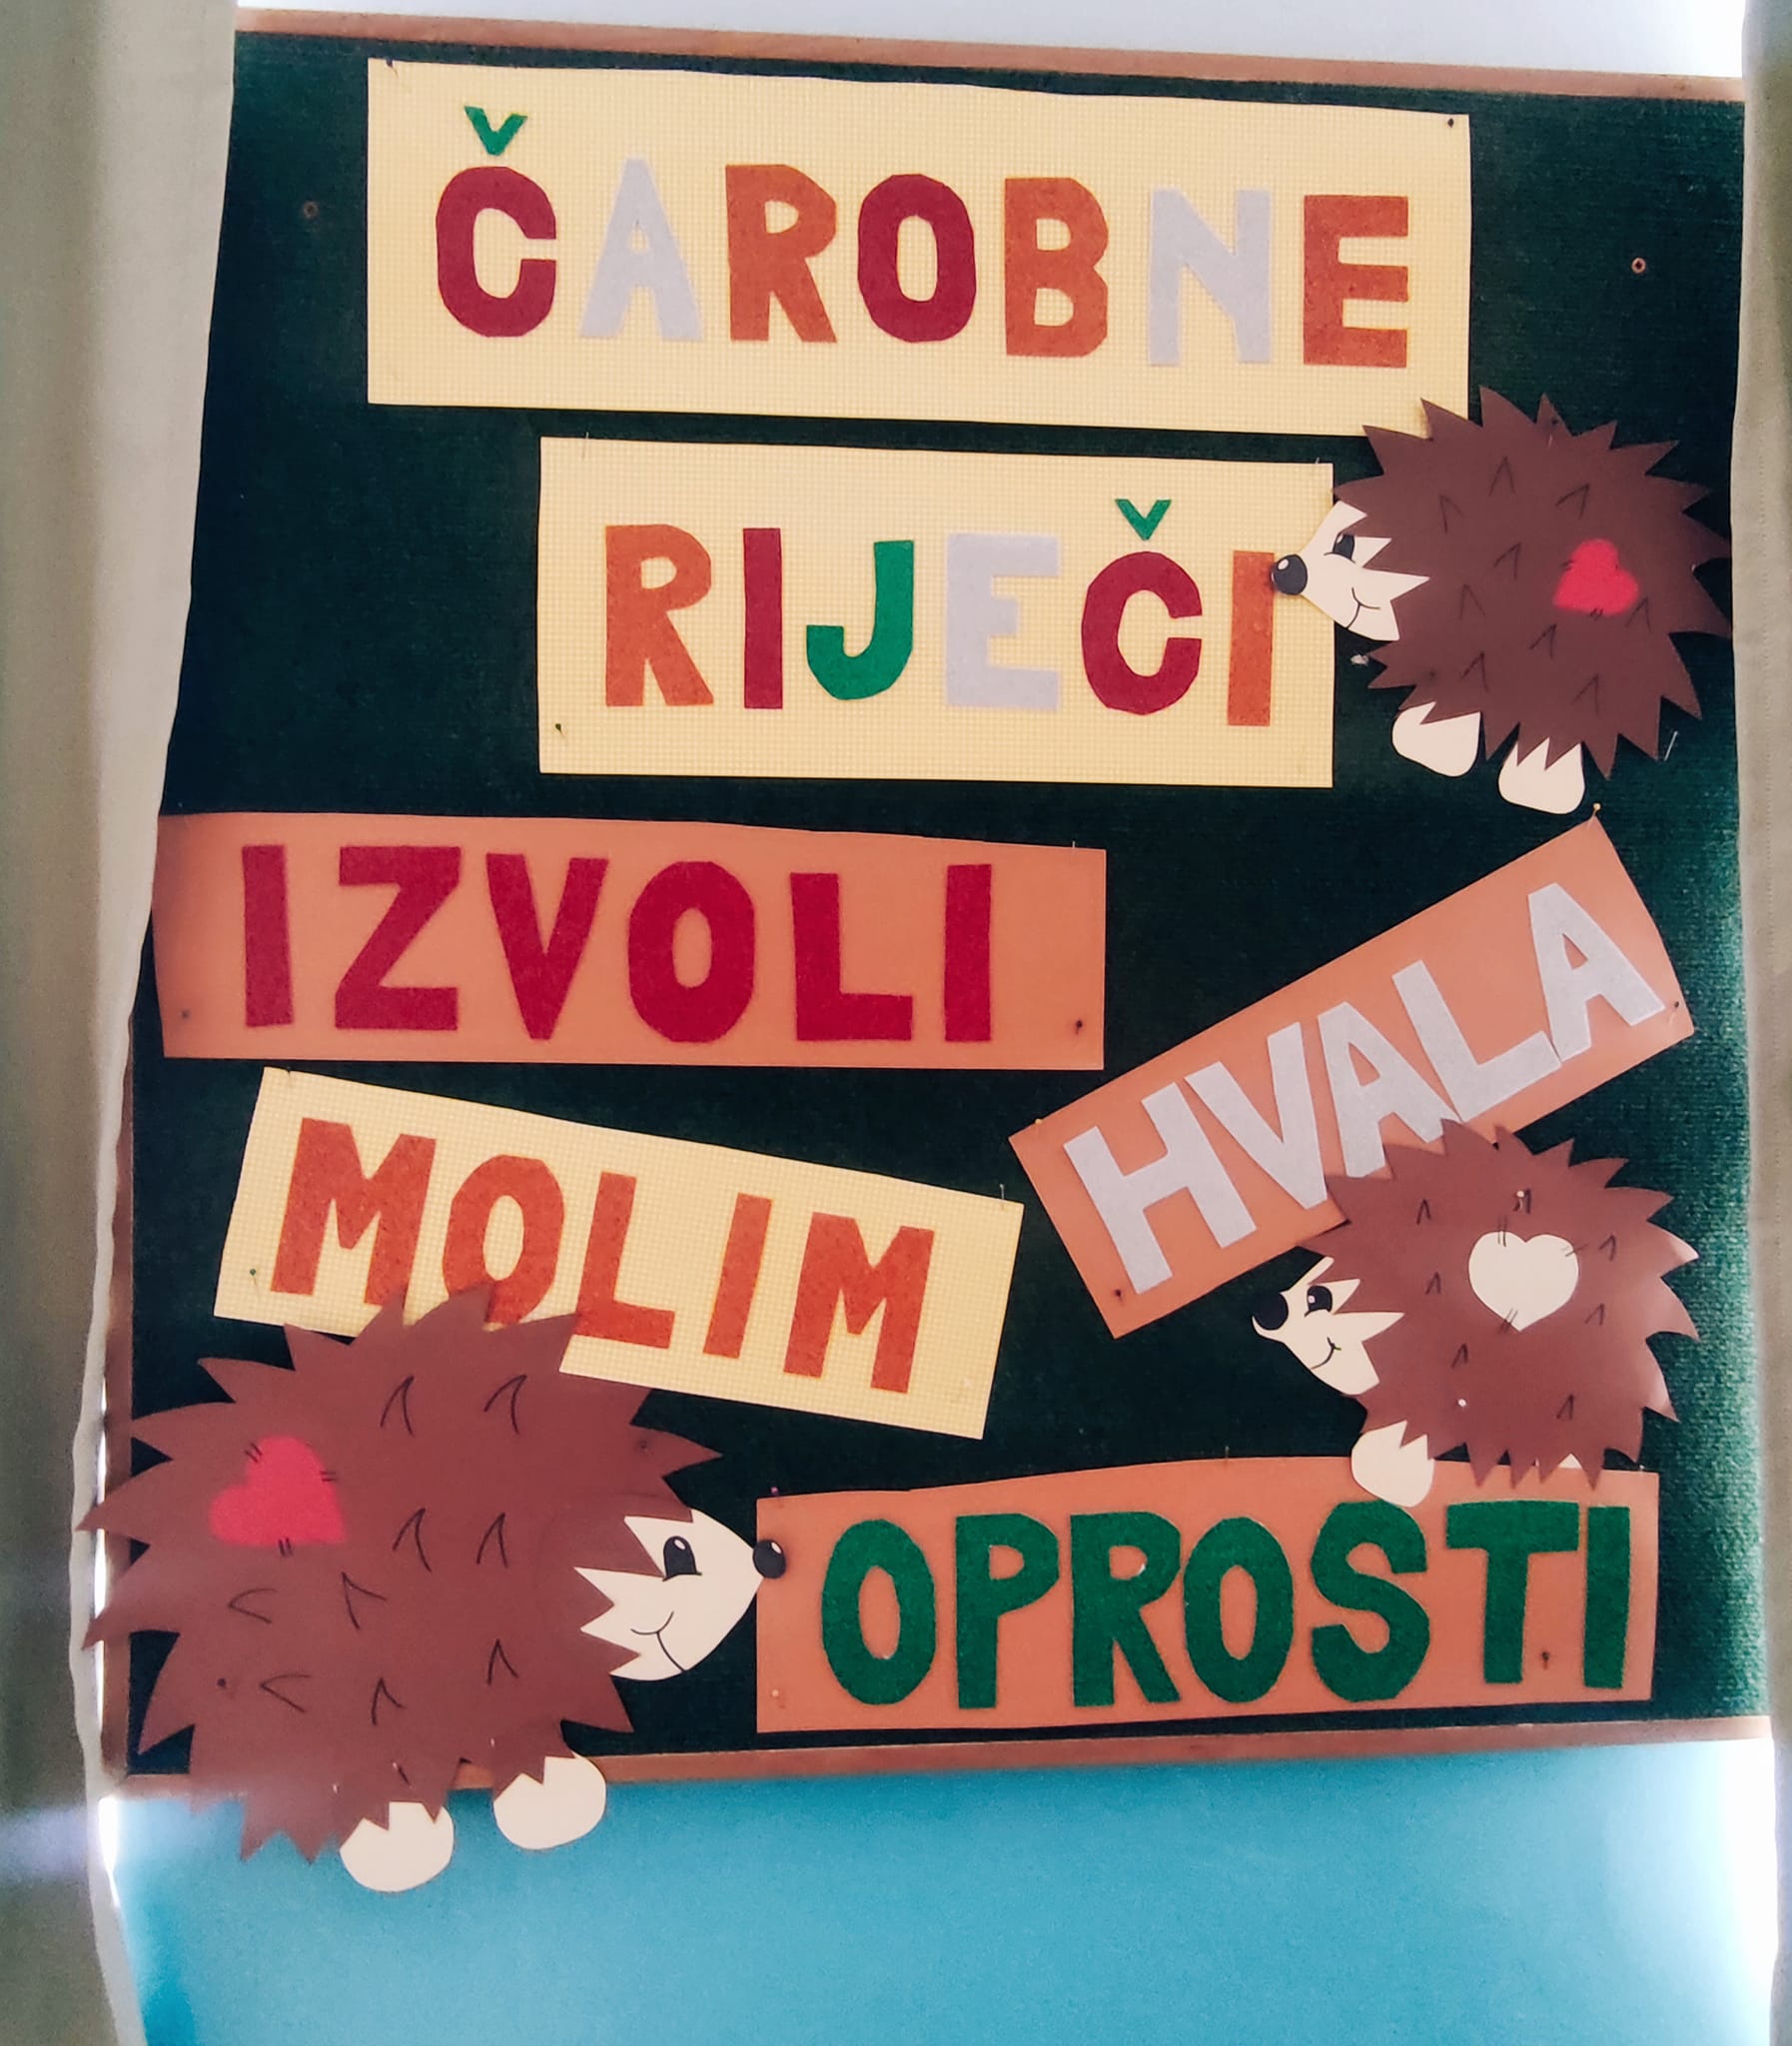 ČAROBNE
RIJEČI
IZVOLI
HVALA
MOLIM
OPROSTI